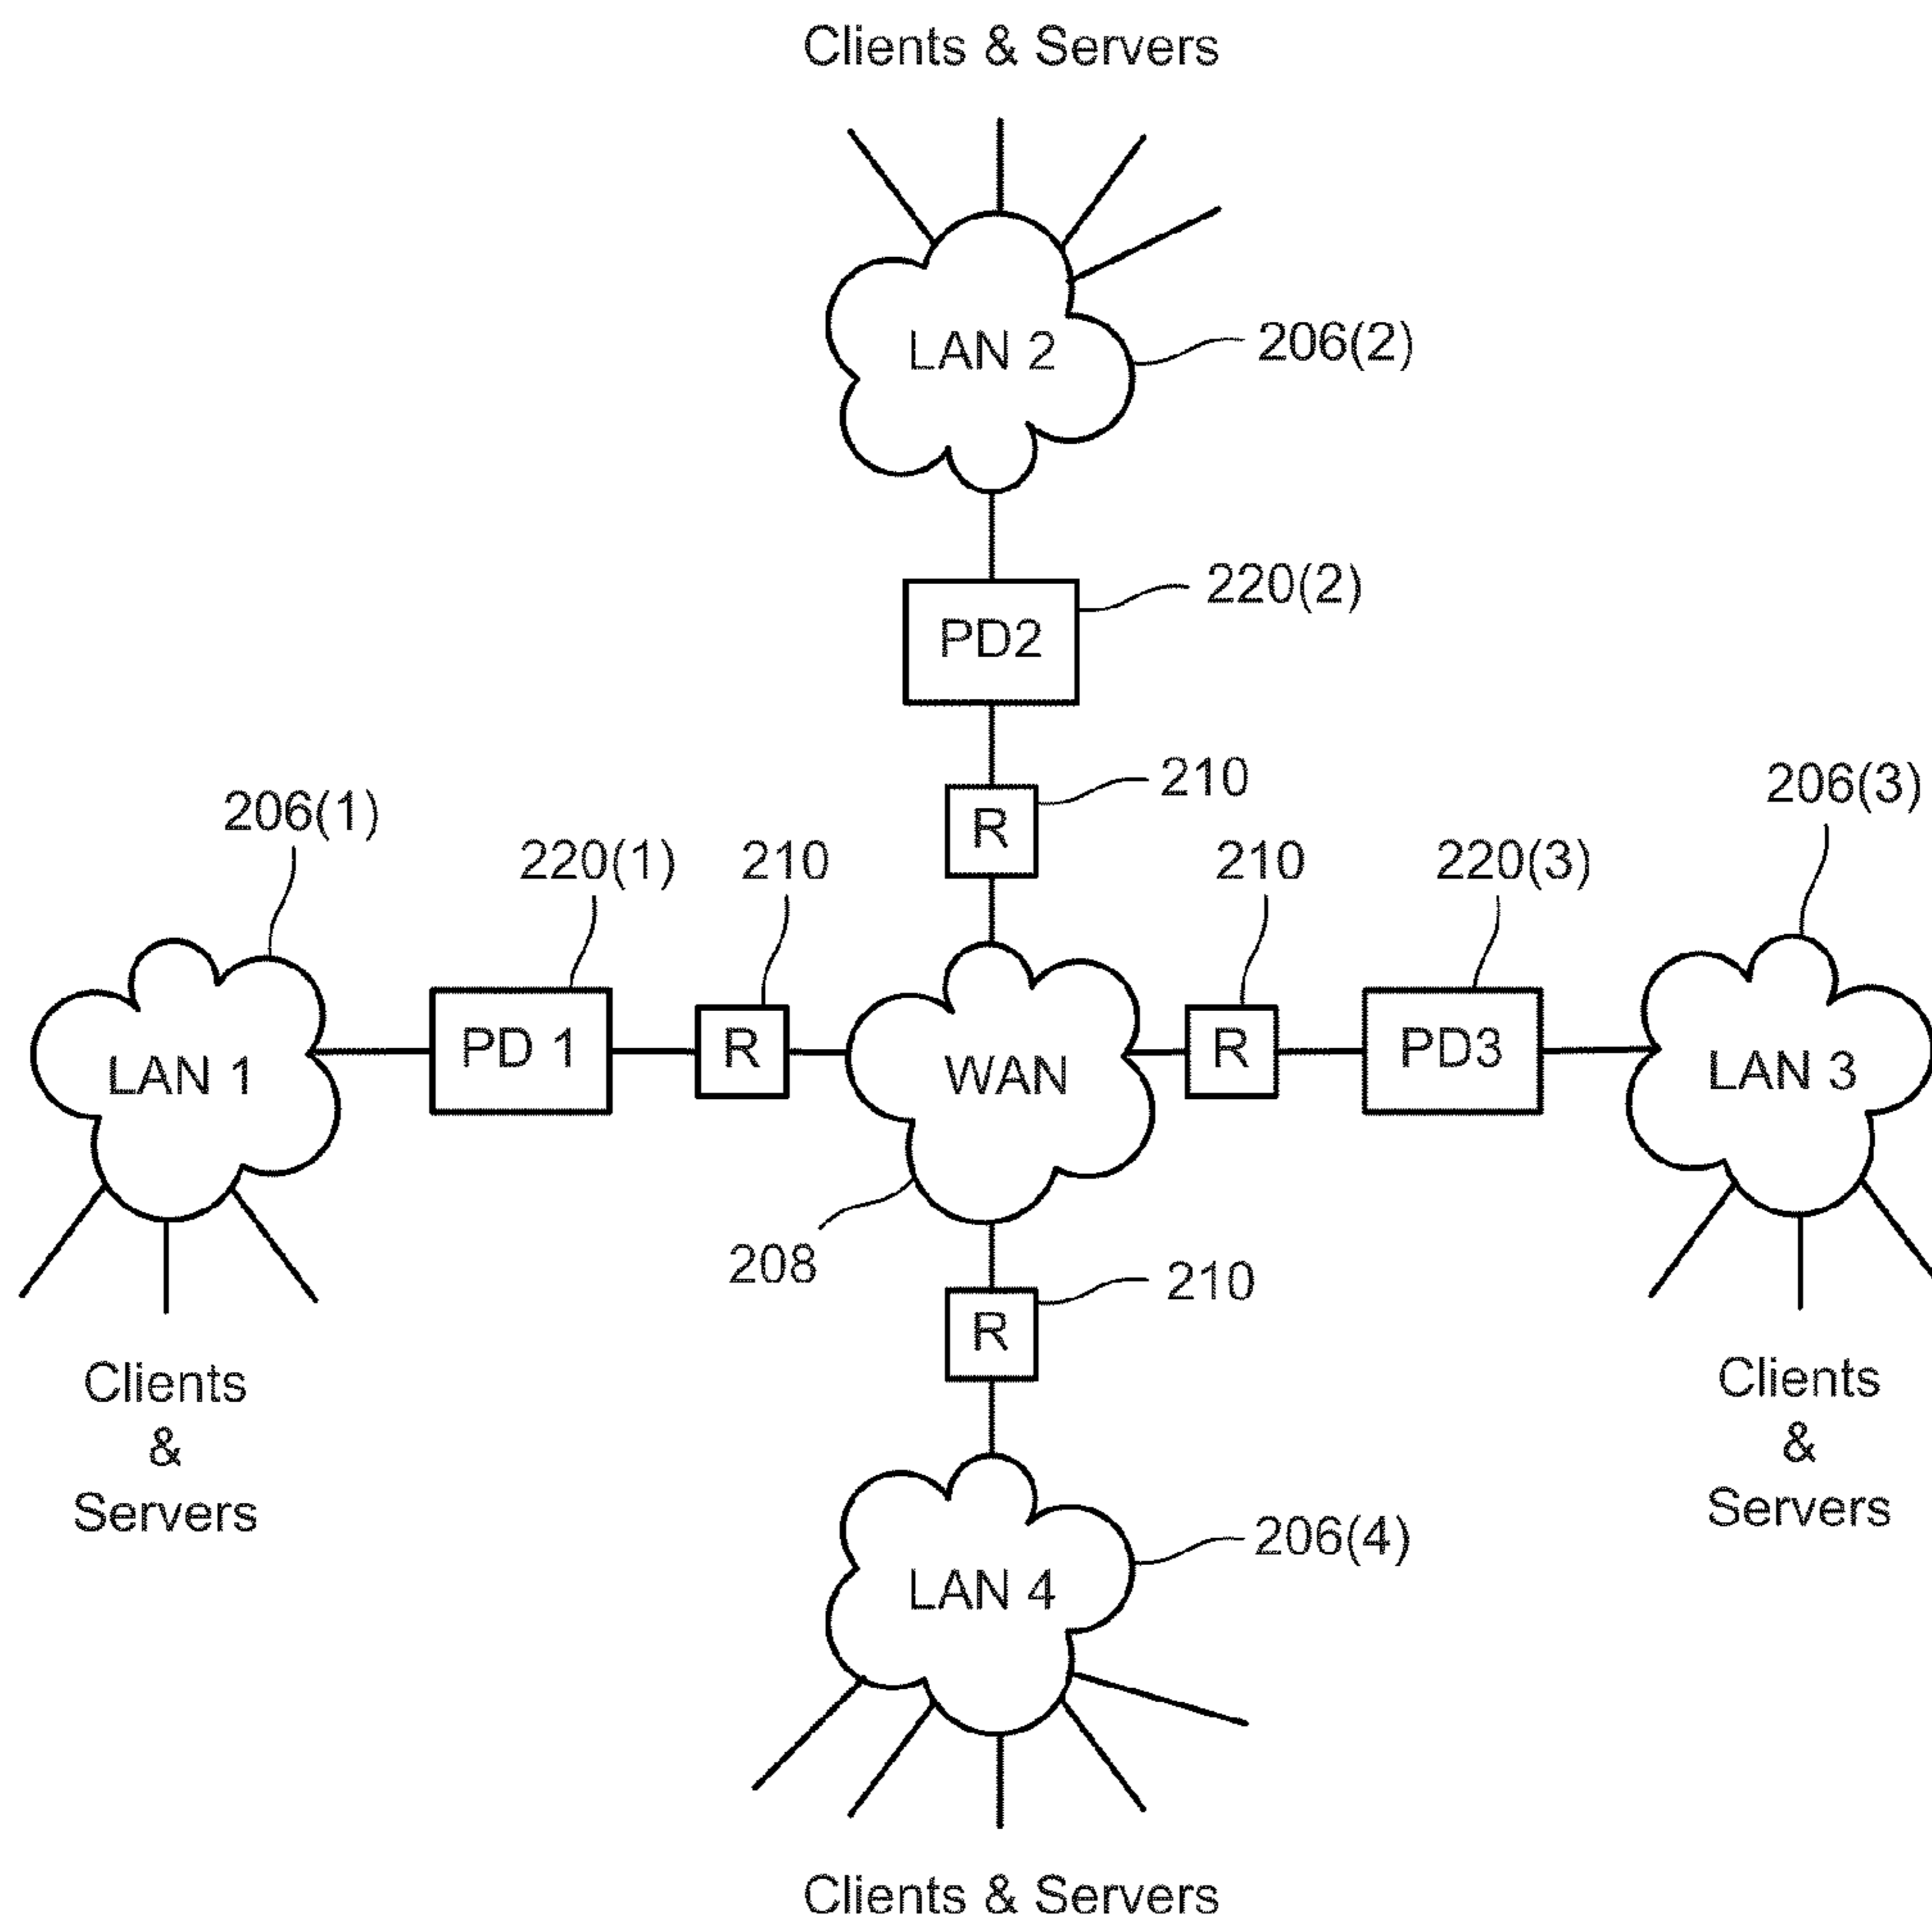 Clients & Servers
LAN 2
206(2)
220(2)
PD2
210
R
206(1)
220(1)
210
210
220(3)
206(3)
LAN 1
PD 1
R
WAN
R
PD3
LAN 3
208
210
R
Clients
&
Servers
Clients
&
Servers
206(4)
LAN 4
Clients & Servers